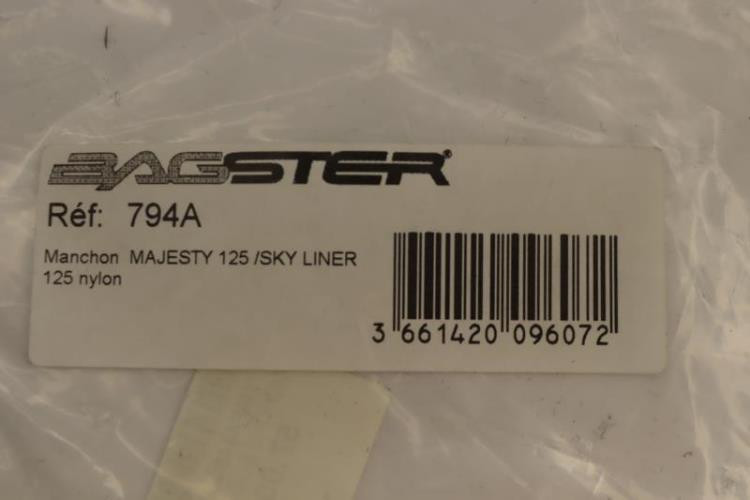 BAGSTER®
Réf: 794A
Manchon MAJESTY 125 /SKY LINER
125 nylon
3 661420 096072